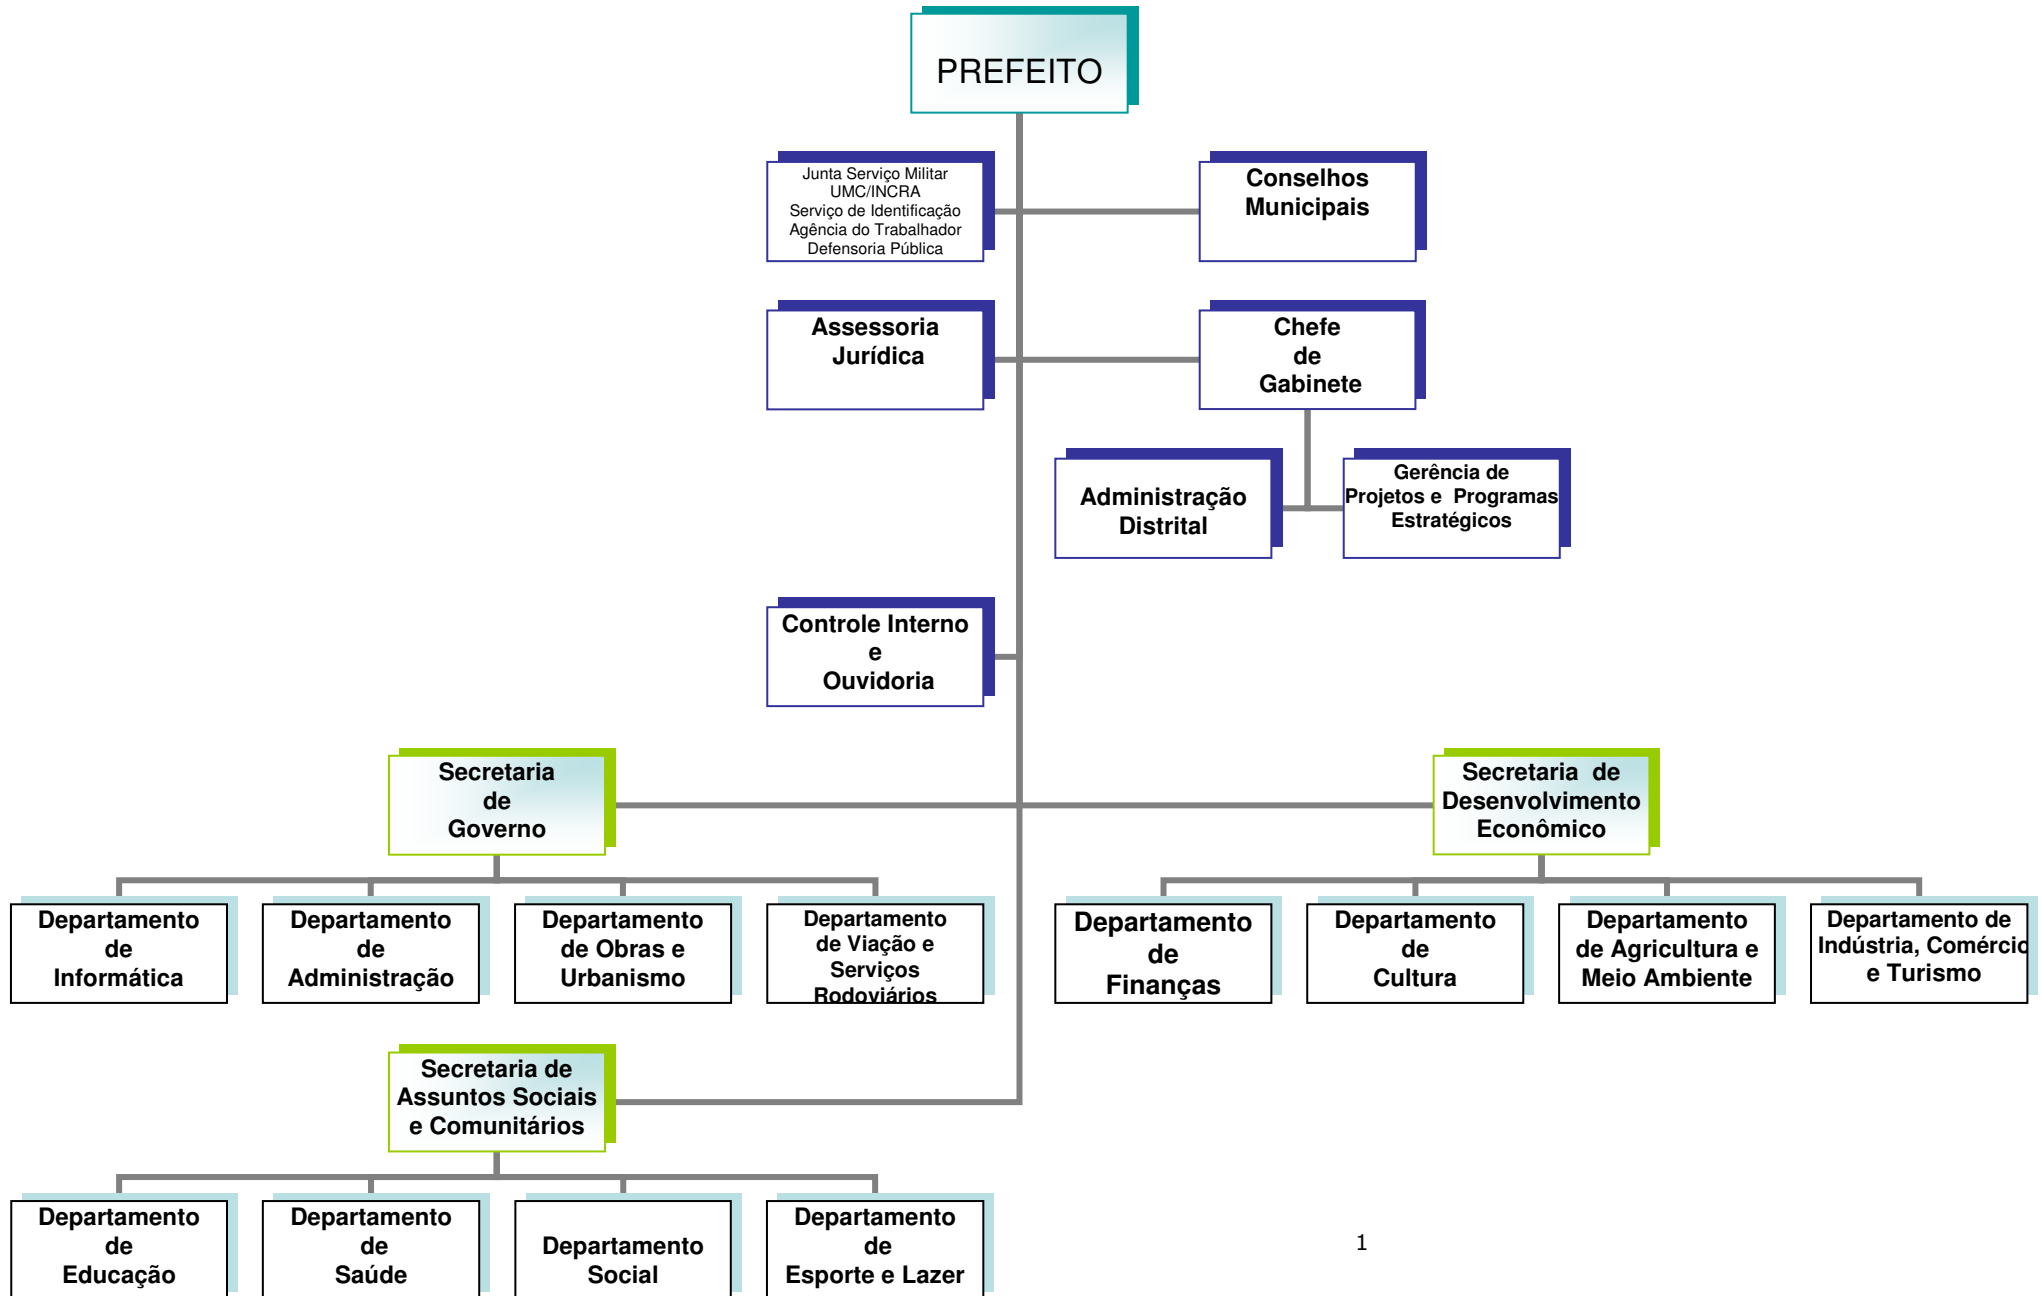 PREFEITO
Junta Serviço Militar
UMC/INCRA
Serviço de Identificação
Agência do Trabalhador
Defensoria Pública
Conselhos
Municipais
Assessoria
Jurídica
Chefe
de
Gabinete
Administração
Distrital
Gerência de
Projetos e  Programas
Estratégicos
Controle Interno
e
Ouvidoria
Secretaria
de
Governo
Secretaria  de
Desenvolvimento
Econômico
Departamento
de
Informática
Departamento
de
Administração
Departamento
de Obras e
Urbanismo
Departamento
de Viação e
Serviços
Rodoviários
Departamento
de
Finanças
Departamento
de
Cultura
Departamento
de Agricultura e
Meio Ambiente
Departamento de
Indústria, Comércio
e Turismo
Secretaria de
Assuntos Sociais
e Comunitários
Departamento
de
Educação
Departamento
de
Saúde
Departamento
Social
Departamento
de
Esporte e Lazer
1